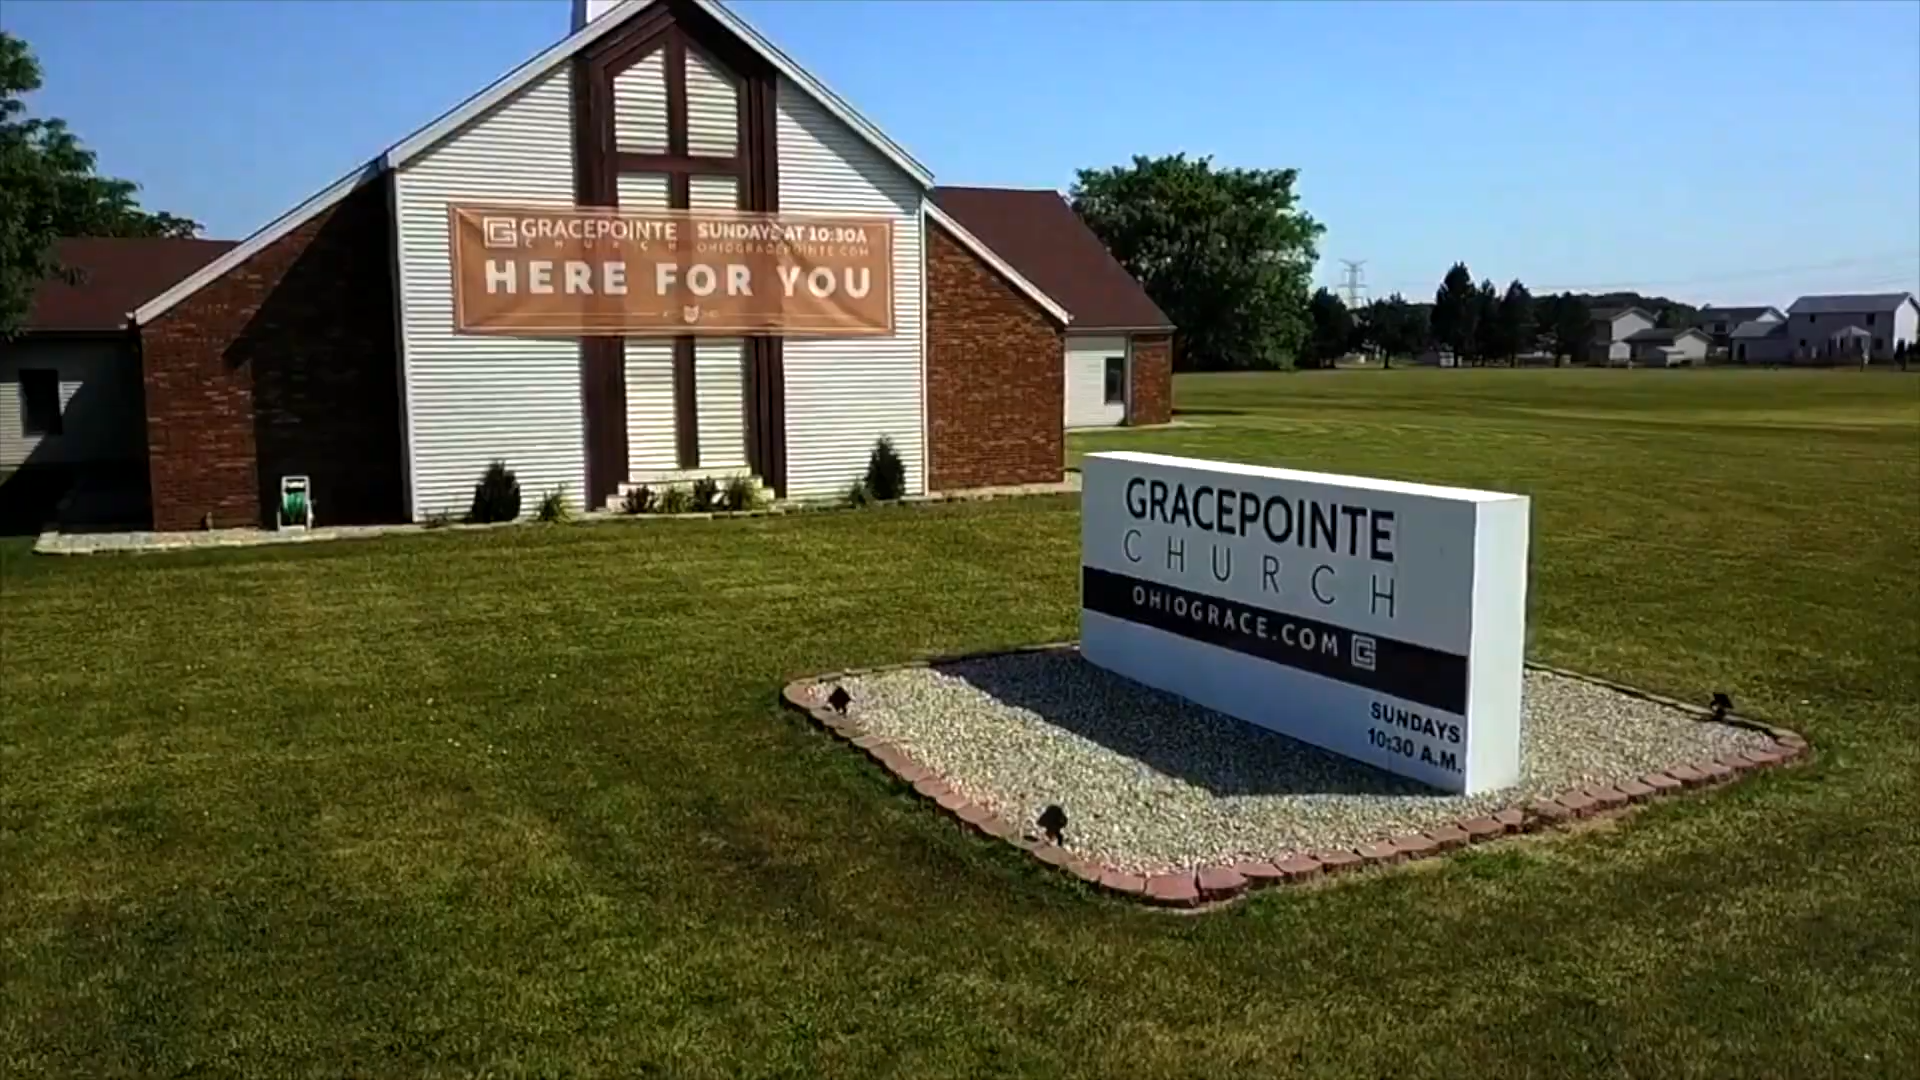 GRACEPOINTE SUNDAYS AT 10:30A
CHURCH OHIOGRACEPOINTE.COM
HERE FOR YOU
GRACEPOINTE
CHURCH
OHIOGRACE.COM
SUNDAYS
10:30 A.M.